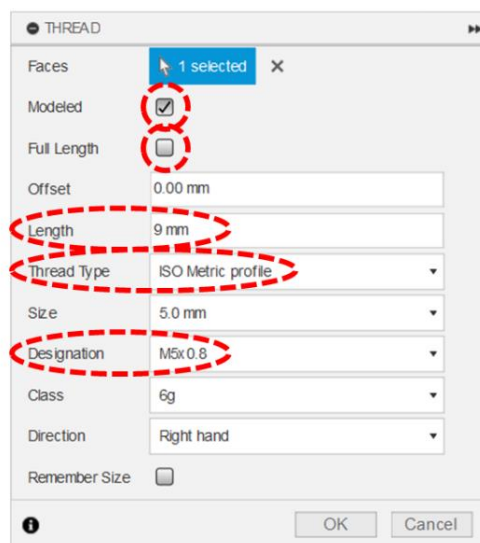 THREAD
Faces 1 selected
Modeled
Full Length
Offset 0.00 mm
Length 9 mm
Thread Type ISO Metric profile
Size 5.0 mm
Designation M5x0.8
Class 6g
Direction Right hand
Remember Size
OK Cancel